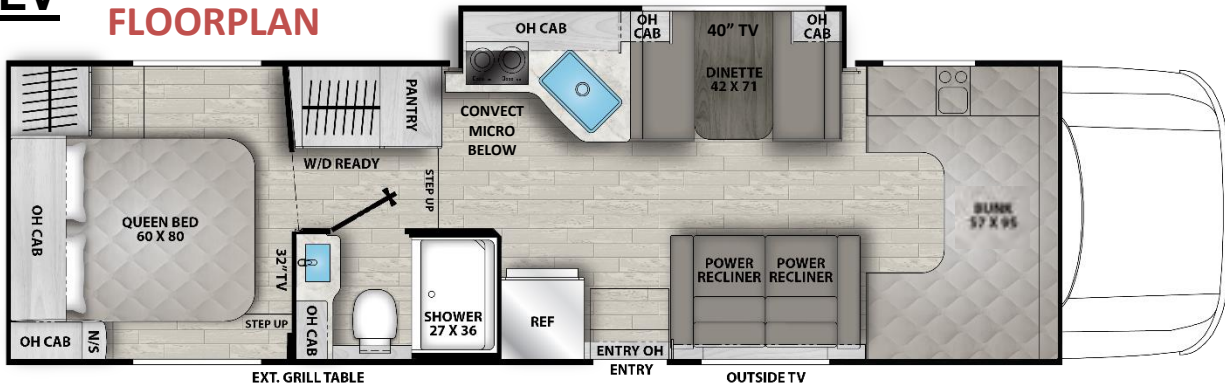 EV
FLOORPLAN
OH CAB
OH
CAB
40" TV
OH
CAB
DINETTE
42 X 71
PANTRY
CONVECT
MICRO
BELOW
W/D READY
STEP UP
OH CAB
QUEEN BED
60 X 80
32" TV
BUNK
57 X 95
POWER
RECLINER
POWER
RECLINER
SHOWER
27 X 36
REF
STEP UP
OH CAB
OH CAB
N/S
ENTRY OH
ENTRY
EXT. GRILL TABLE
OUTSIDE TV